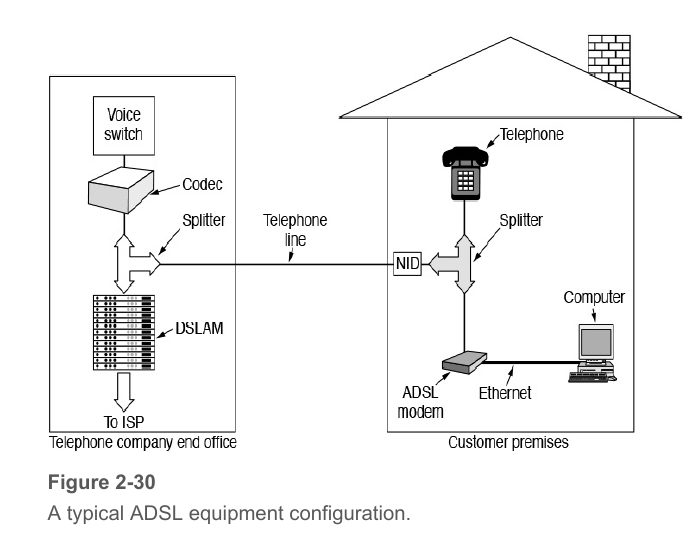 Voice
switch
Codec
Splitter
DSLAM
To ISP
Telephone company end office
Telephone
line
NID
Telephone
Splitter
Computer
ADSL
modem
Ethernet
Customer premises
Figure 2-30
A typical ADSL equipment configuration.